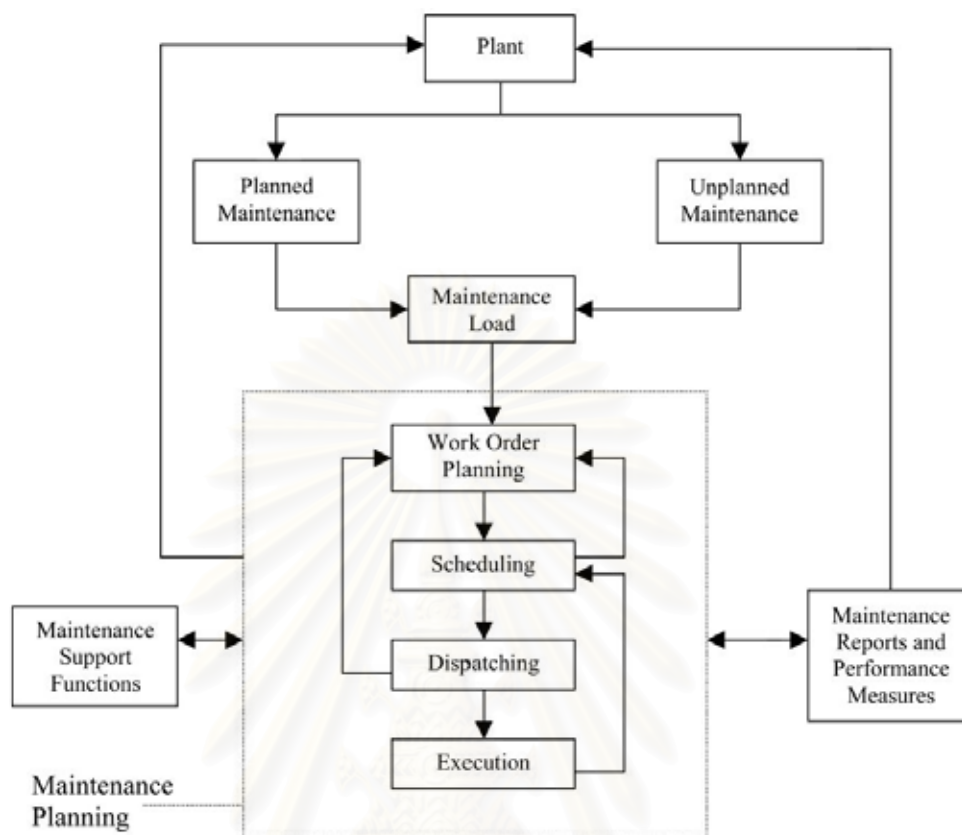 Plant
Planned
Maintenance
Unplanned
Maintenance
Maintenance
Load
Work Order
Planning
Scheduling
Dispatching
Execution
Maintenance
Support
Functions
Maintenance
Reports and
Performance
Measures
Maintenance
Planning